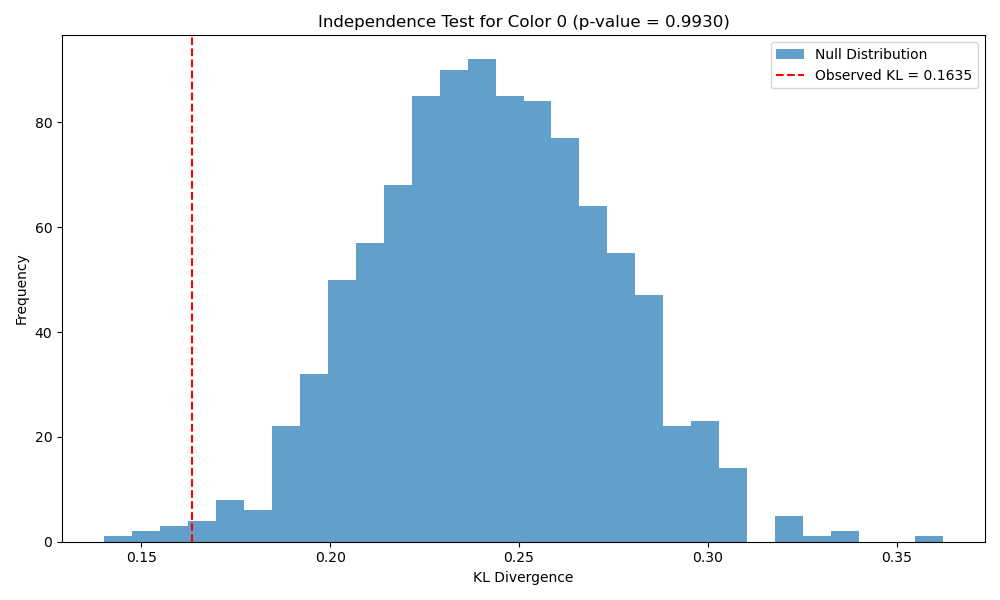 Independence Test for Color 0 (p-value = 0.9930)
Null Distribution
Observed KL = 0.1635
80
60
40
20
0
Frequency
0.15 0.20 0.25 0.30 0.35
KL Divergence